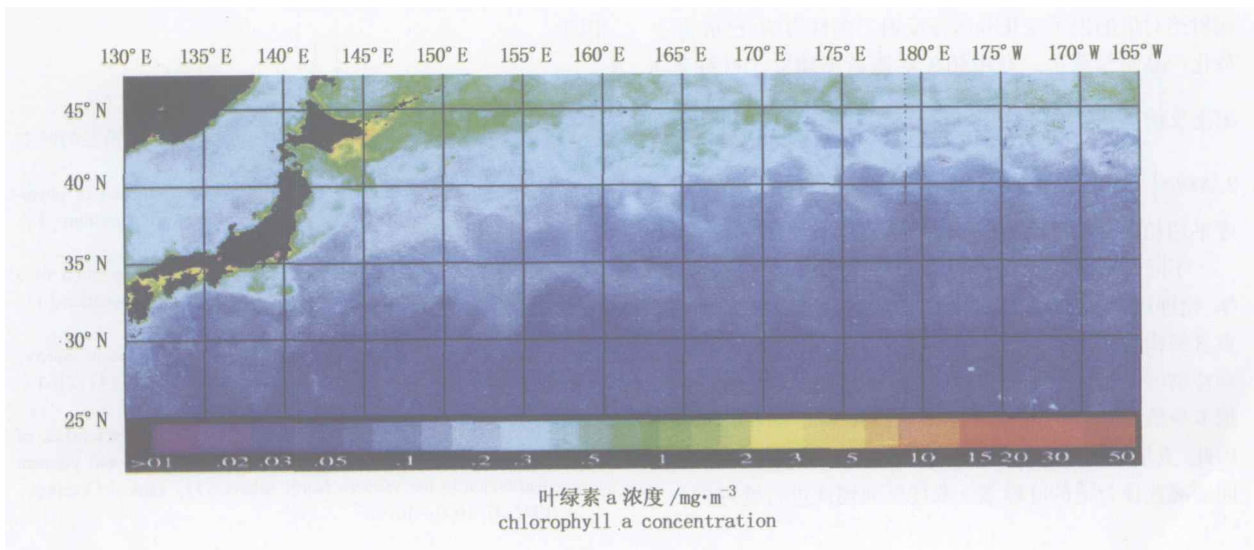 130° E 135° E 140° E 145° E 150° E 155° E 160° E 165° E 170° E 175° E 180° E 175° W 170° W 165° W
45° N
40° N
35° N
30° N
25° N
>.01 .02 .03 .05 .1 .2 .3 .5 1 2 3 5 10 15 20 30 50
叶绿素 a 浓度 /mg·m⁻³
chlorophyll a concentration